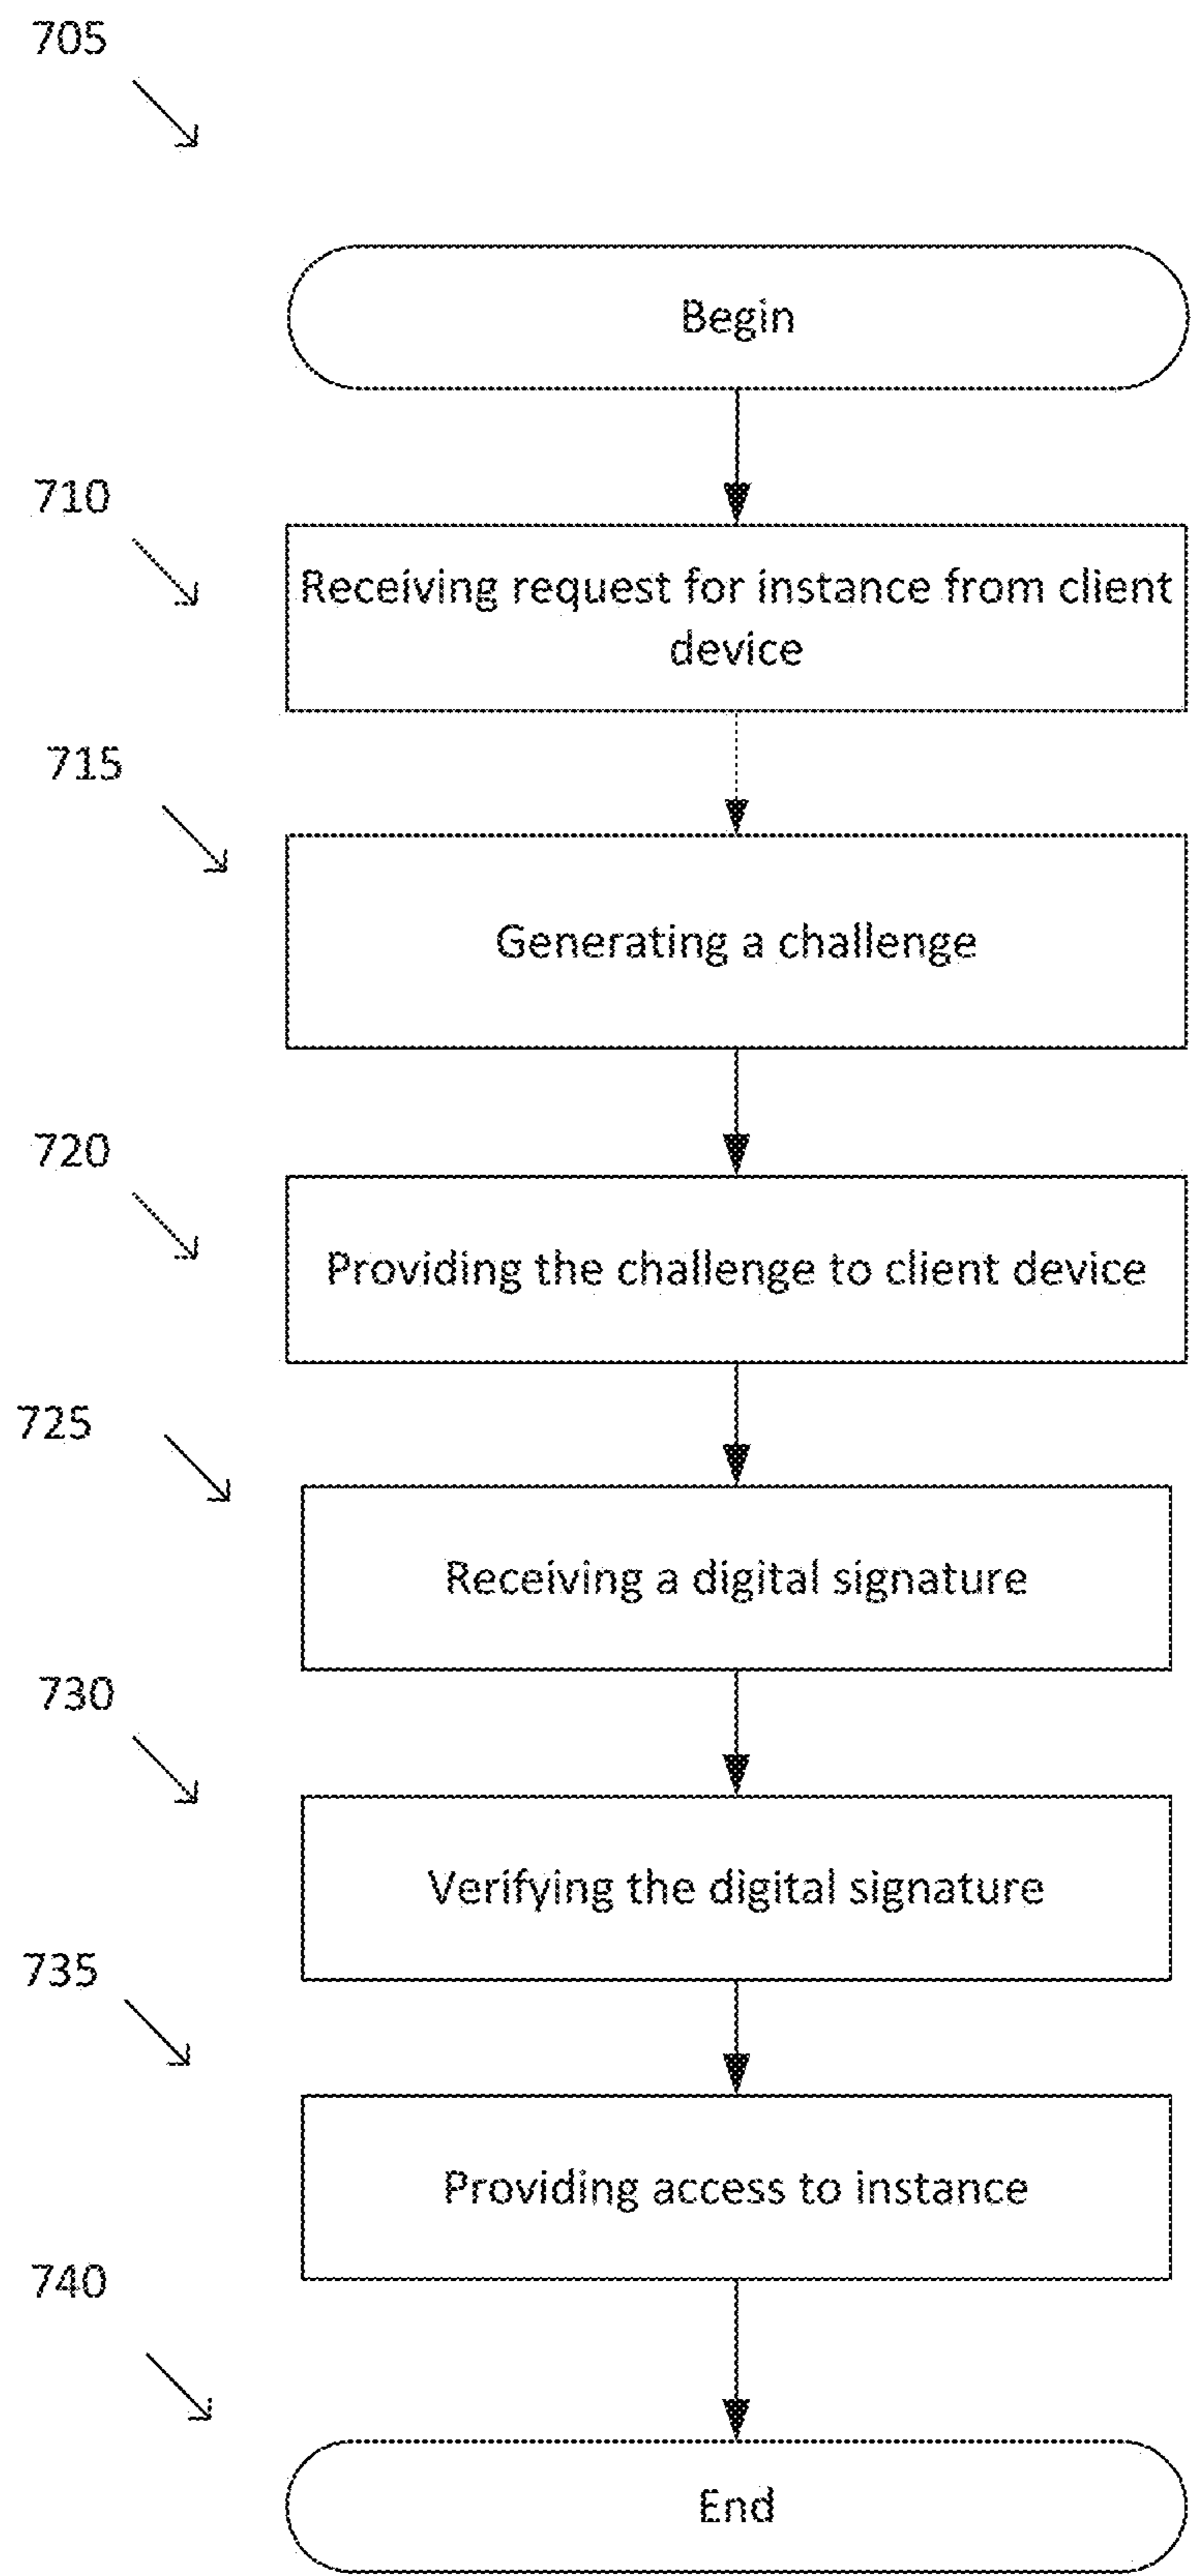 705
Begin
710
Receiving request for instance from client
device
715
Generating a challenge
720
Providing the challenge to client device
725
Receiving a digital signature
730
Verifying the digital signature
735
Providing access to instance
740
End